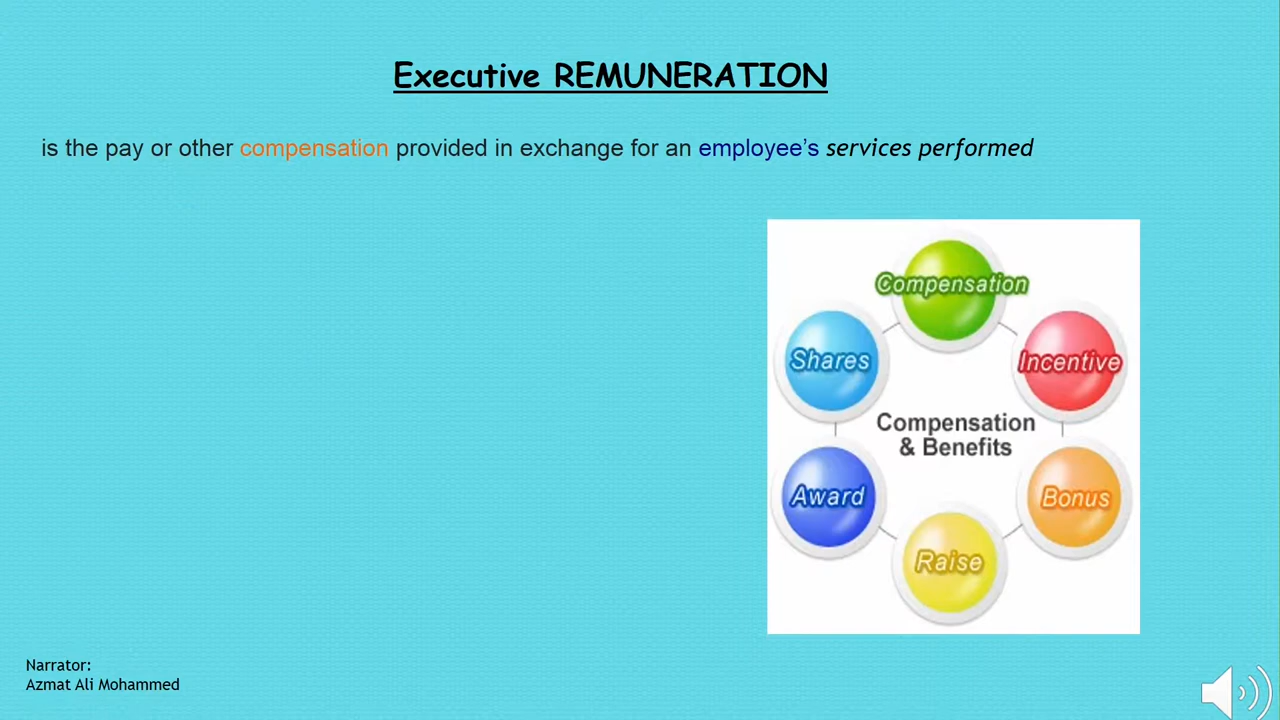 Executive REMUNERATION
is the pay or other compensation provided in exchange for an employee’s services performed
Compensation
Shares
Incentive
Compensation
& Benefits
Award
Bonus
Raise
Narrator:
Azmat Ali Mohammed